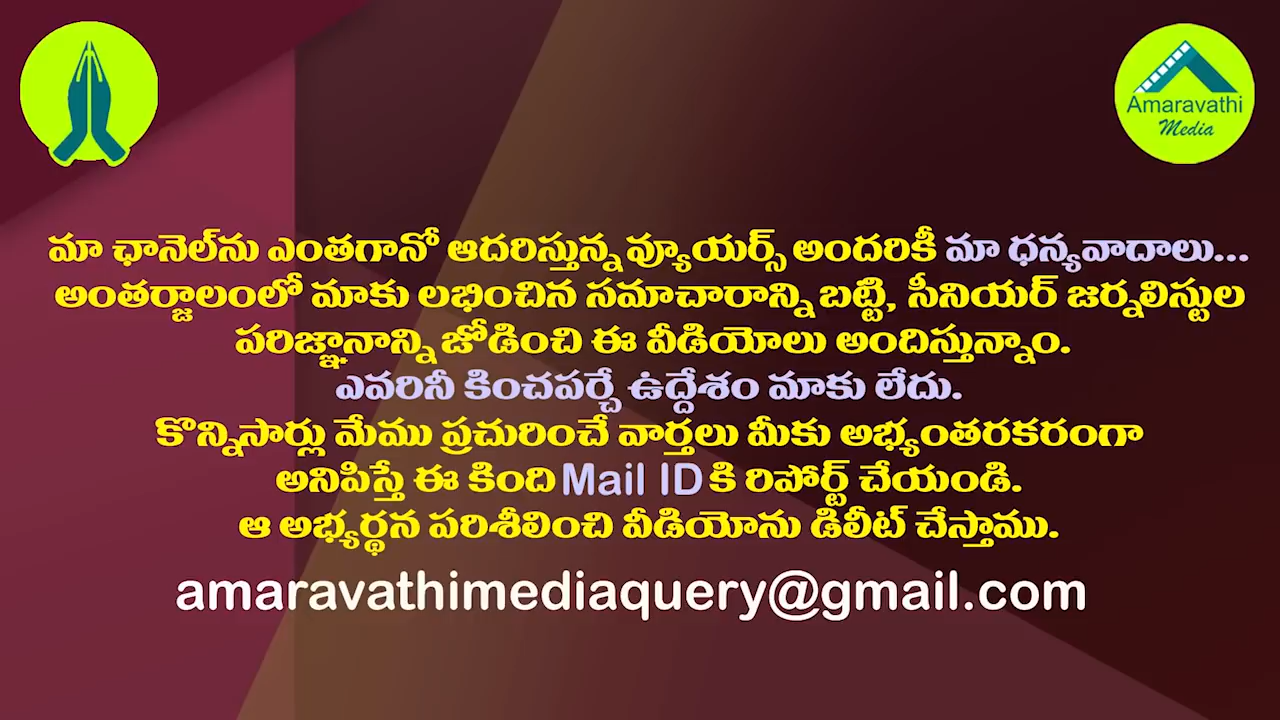 Amaravathi
Media
మా ఛానెల్‌ను ఎంతగానో ఆదరిస్తున్న వ్యూయర్స్ అందరికీ మా ధన్యవాదాలు...
అంతర్జాలంలో మాకు లభించిన సమాచారాన్ని బట్టి, సీనియర్ జర్నలిస్టుల
పరిజ్ఞానాన్ని జోడించి ఈ వీడియోలు అందిస్తున్నాం.
ఎవరినీ కించపర్చే ఉద్దేశం మాకు లేదు.
కొన్నిసార్లు మేము ప్రచురించే వార్తలు మీకు అభ్యంతరకరంగా
అనిపిస్తే ఈ కింది Mail ID కి రిపోర్ట్ చేయండి.
ఆ అభ్యర్థన పరిశీలించి వీడియోను డిలీట్ చేస్తాము.
amaravathimediaquery@gmail.com